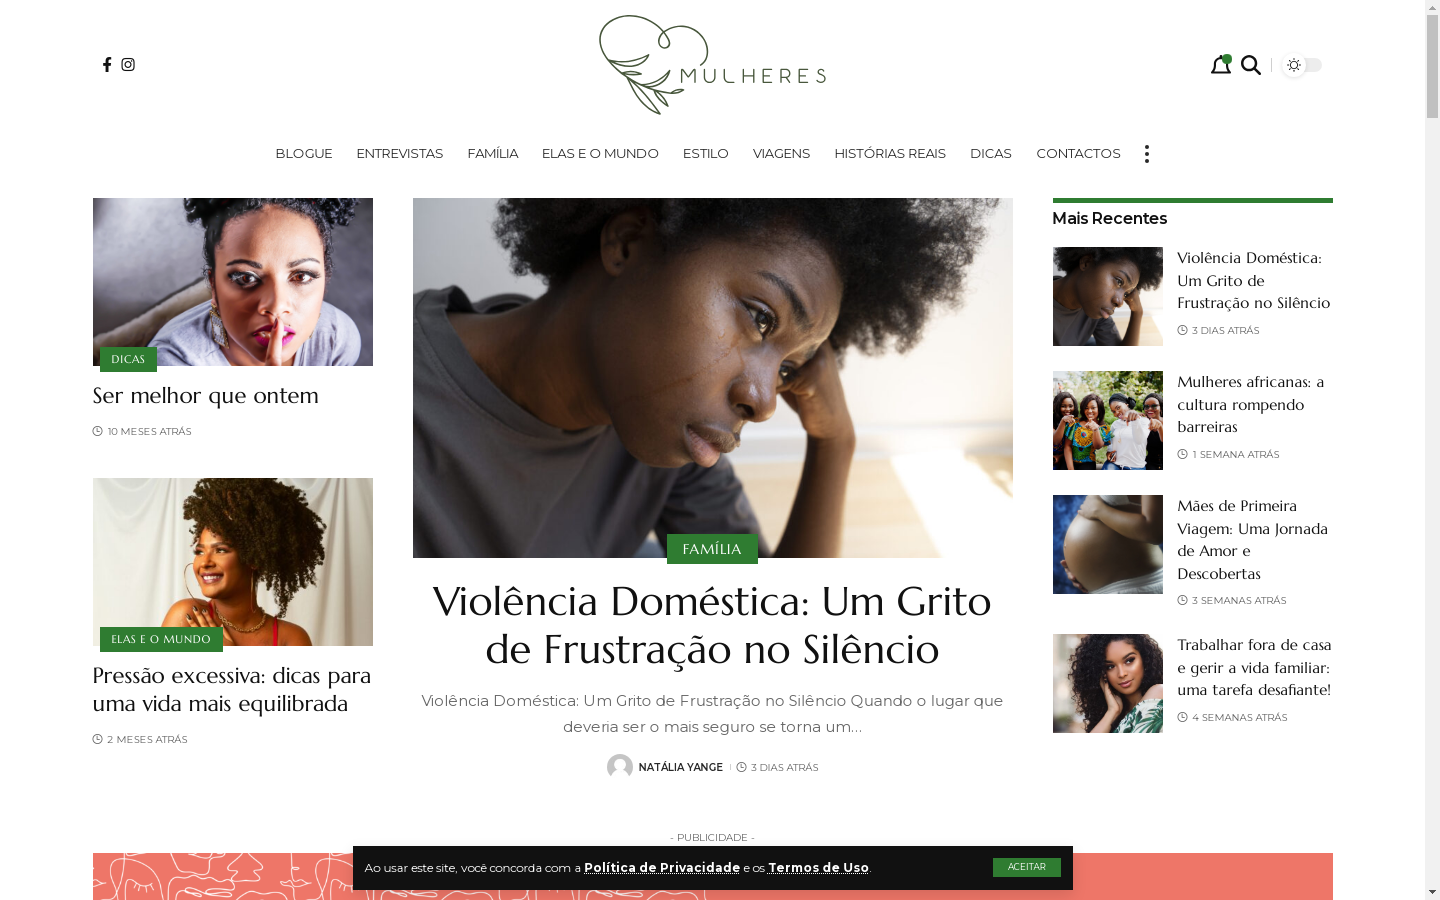 MULHERES
BLOGUE ENTREVISTAS FAMÍLIA ELAS E O MUNDO ESTILO VIAGENS HISTÓRIAS REAIS DICAS CONTACTOS
DICAS
Ser melhor que ontem
10 MESES ATRÁS
ELAS E O MUNDO
Pressão excessiva: dicas para
uma vida mais equilibrada
2 MESES ATRÁS
FAMÍLIA
Violência Doméstica: Um Grito
de Frustração no Silêncio
Violência Doméstica: Um Grito de Frustração no Silêncio Quando o lugar que
deveria ser o mais seguro se torna um…
NATÁLIA YANGE 3 DIAS ATRÁS
Mais Recentes
Violência Doméstica:
Um Grito de
Frustração no Silêncio
3 DIAS ATRÁS
Mulheres africanas: a
cultura rompendo
barreiras
1 SEMANA ATRÁS
Mães de Primeira
Viagem: Uma Jornada
de Amor e
Descobertas
3 SEMANAS ATRÁS
Trabalhar fora de casa
e gerir a vida familiar:
uma tarefa desafiante!
4 SEMANAS ATRÁS
- PUBLICIDADE -
Ao usar este site, você concorda com a Política de Privacidade e os Termos de Uso.
ACEITAR